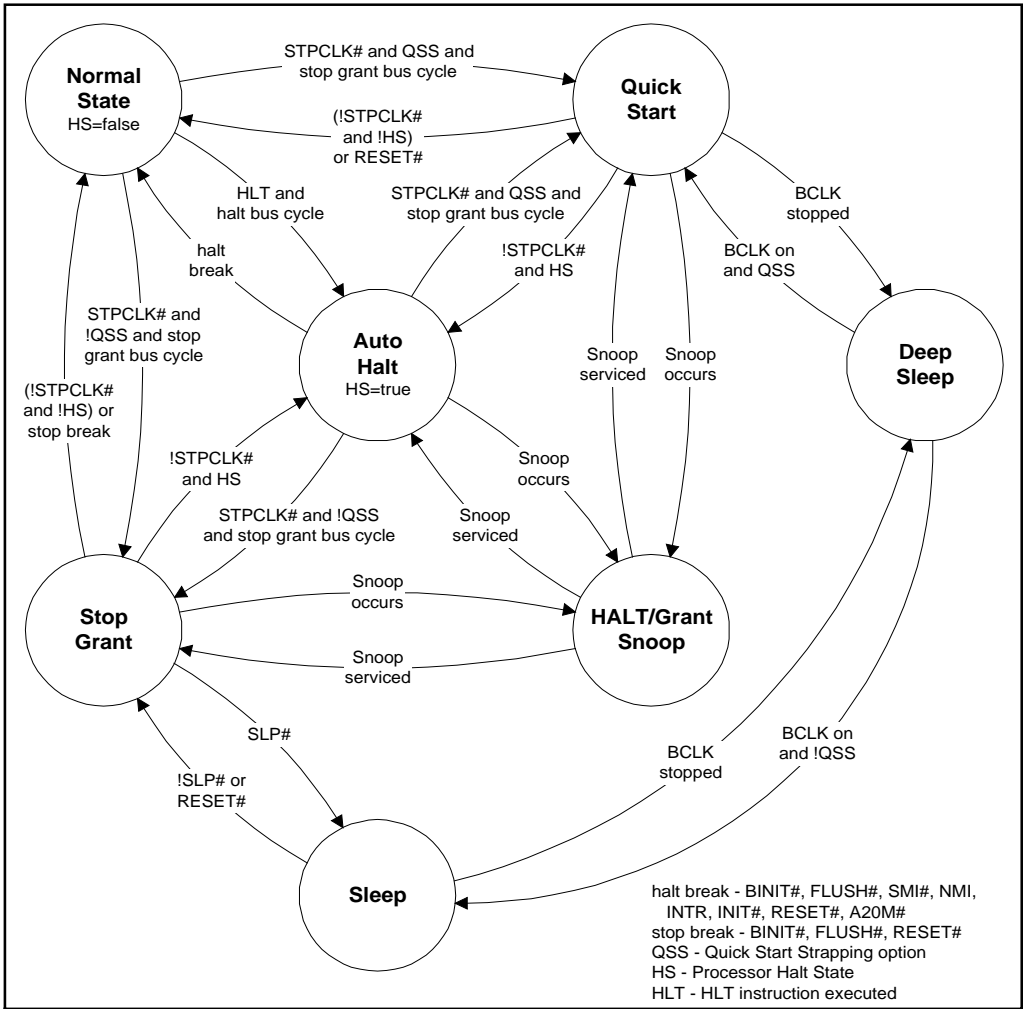 Normal
State
HS=false
STPCLK# and QSS and
stop grant bus cycle
Quick
Start
(!STPCLK#
and !HS)
or RESET#
HLT and
halt bus cycle
STPCLK# and QSS and
stop grant bus cycle
BCLK
stopped
halt
break
!STPCLK#
and HS
BCLK on
and QSS
STPCLK# and
!QSS and stop
grant bus cycle
Auto
Halt
HS=true
Snoop
serviced
Snoop
occurs
Deep
Sleep
(!STPCLK#
and !HS) or
stop break
!STPCLK#
and HS
Snoop
occurs
STPCLK# and !QSS
and stop grant bus cycle
Snoop
serviced
Stop
Grant
Snoop
occurs
HALT/Grant
Snoop
Snoop
serviced
SLP#
BCLK
stopped
BCLK on
and !QSS
!SLP# or
RESET#
Sleep
halt break - BINIT#, FLUSH#, SMI#, NMI,
INTR, INIT#, RESET#, A20M#
stop break - BINIT#, FLUSH#, RESET#
QSS - Quick Start Strapping option
HS - Processor Halt State
HLT - HLT instruction executed